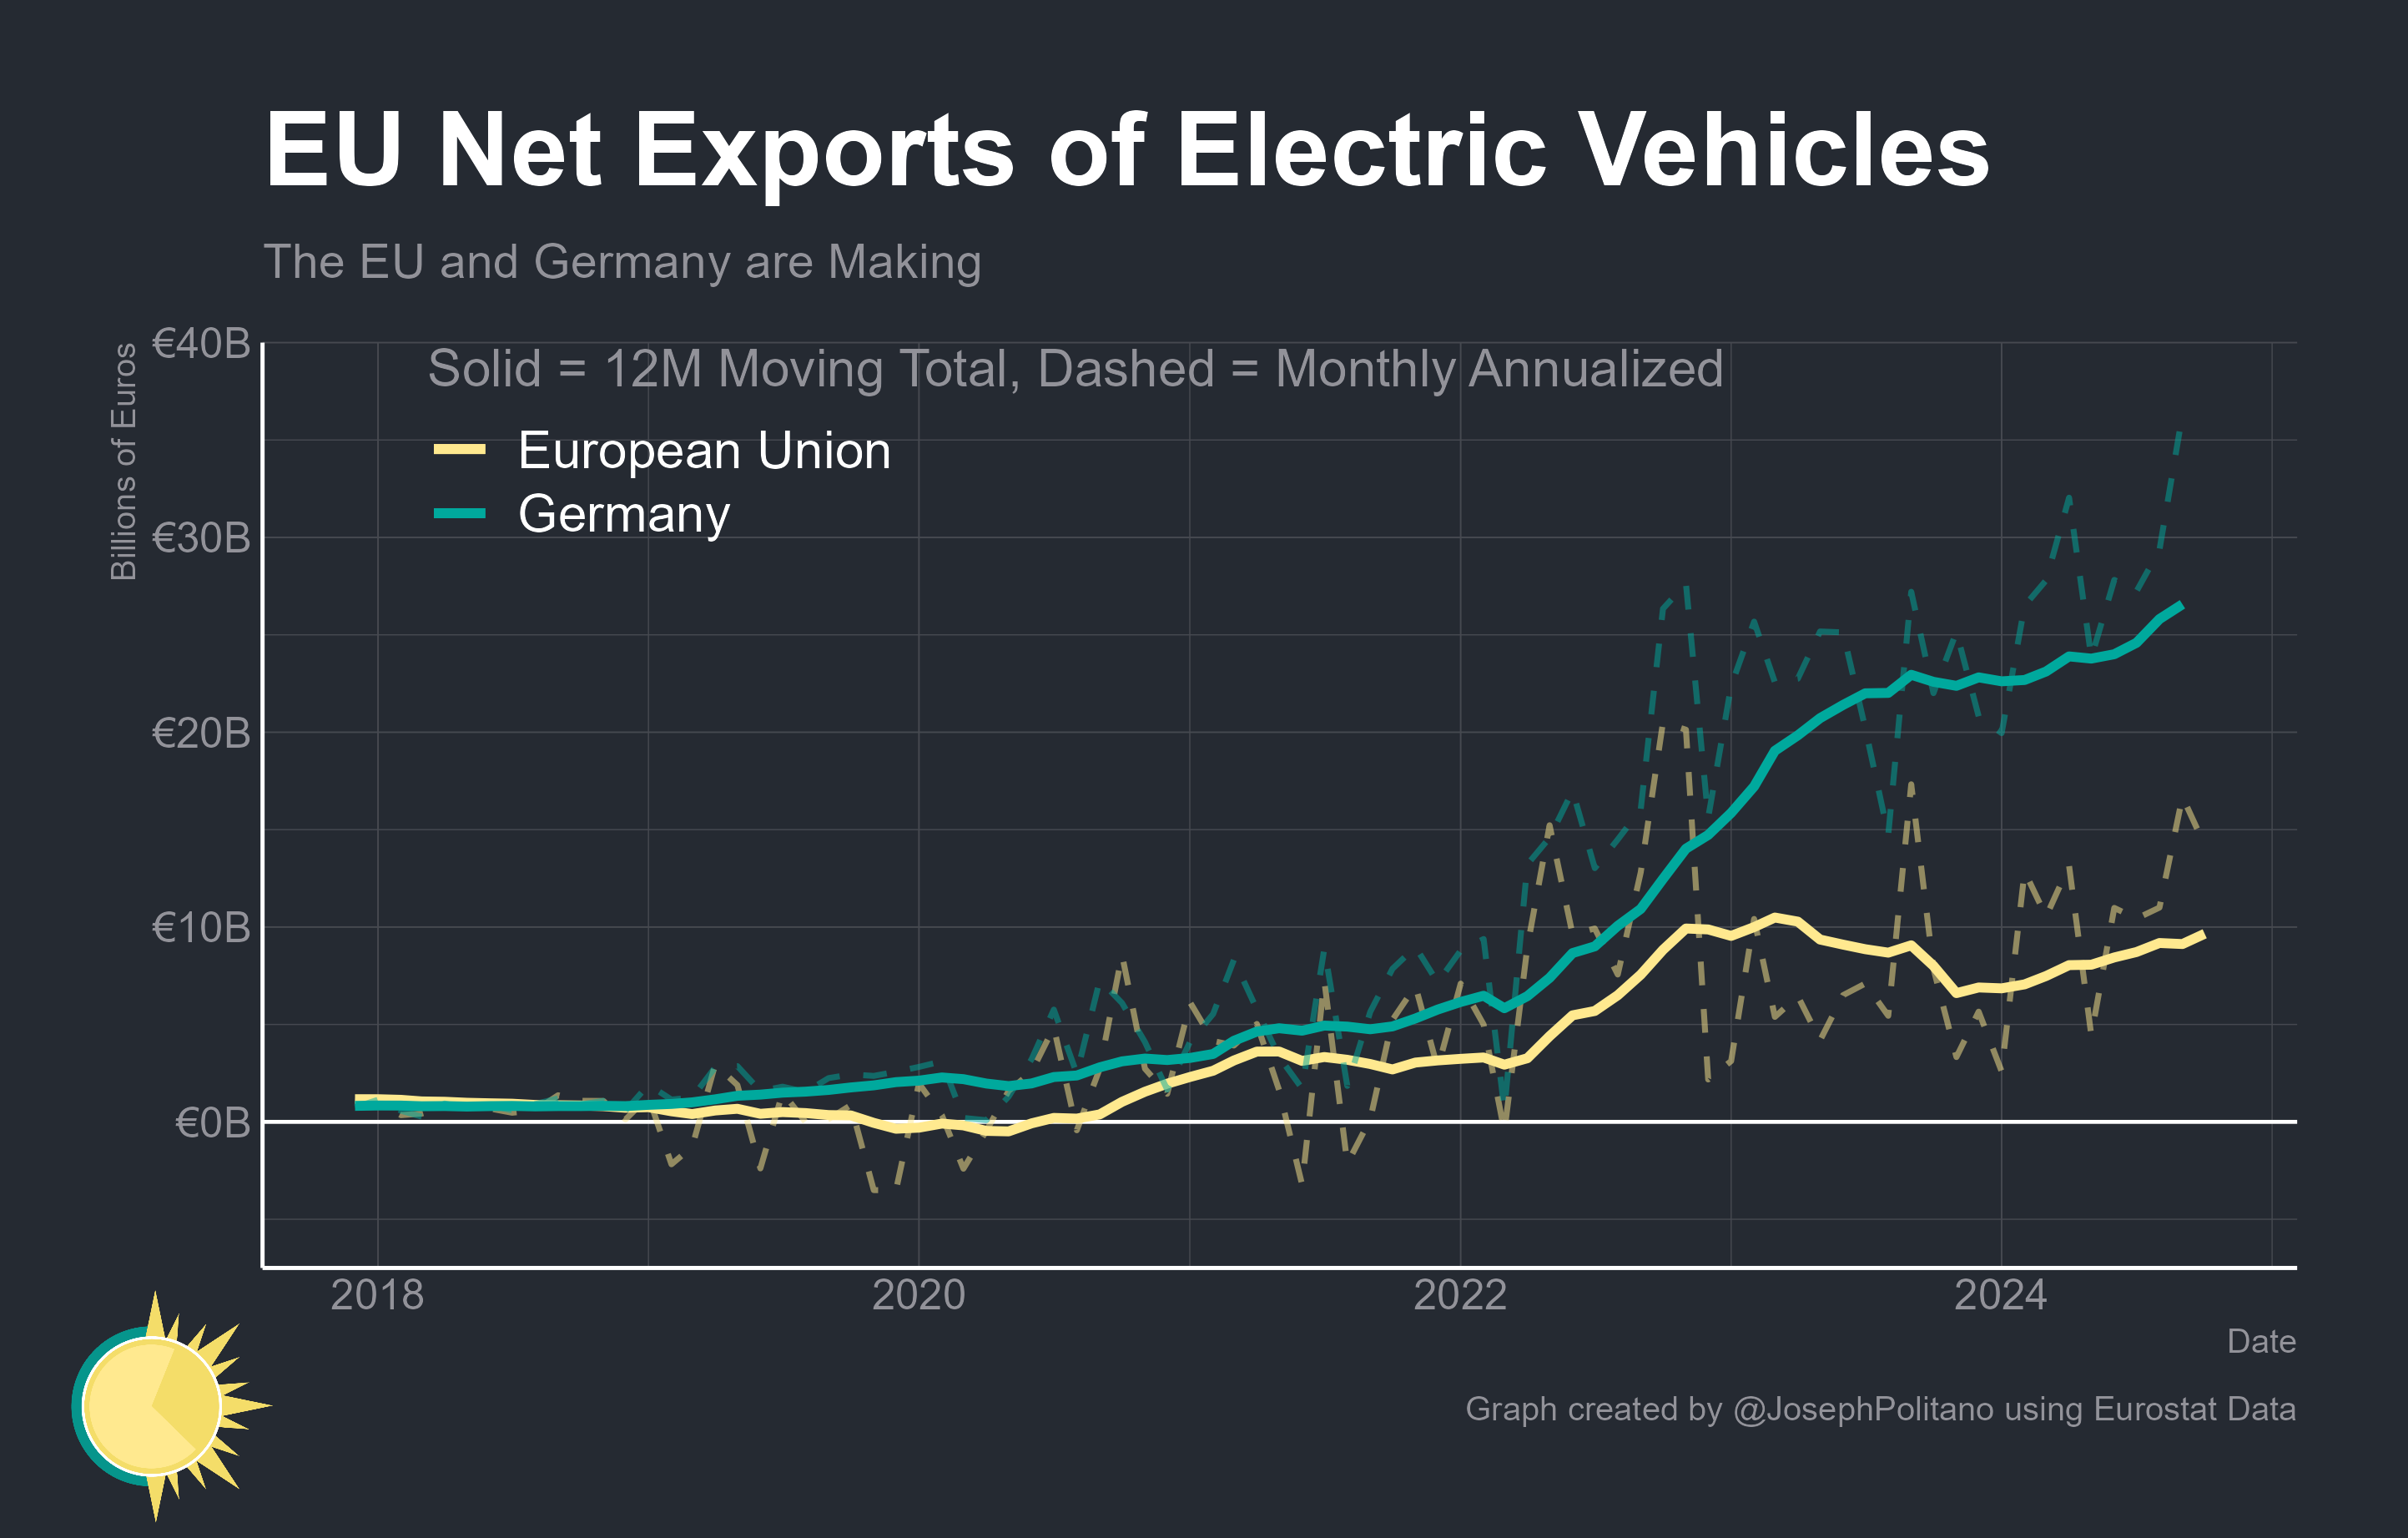 EU Net Exports of Electric Vehicles
The EU and Germany are Making
Billions of Euros
€40B
€30B
€20B
€10B
€0B
Solid = 12M Moving Total, Dashed = Monthly Annualized
European Union
Germany
2018
2020
2022
2024
Date
Graph created by @JosephPolitano using Eurostat Data